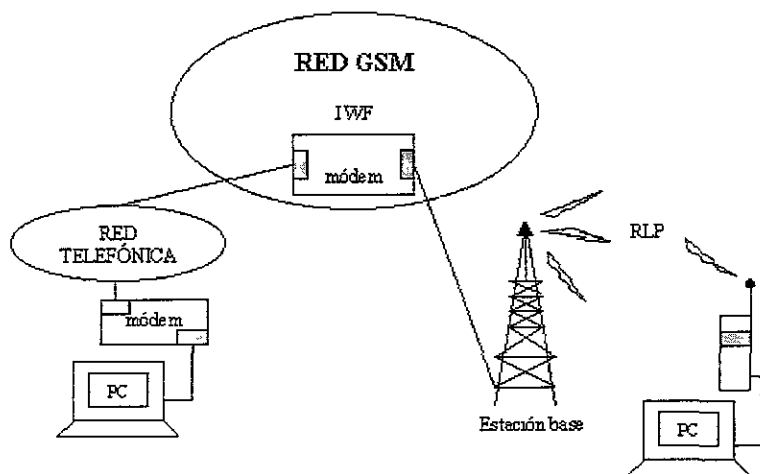 RED GSM
IWF
módem
RED
TELEFÓNICA
RLP
módem
PC
Estación base
PC